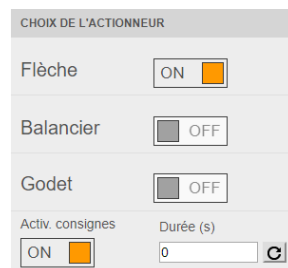 CHOIX DE L'ACTIONNEUR
Flèche ON
Balancier OFF
Godet OFF
Activ. consignes Durée (s)
ON 0